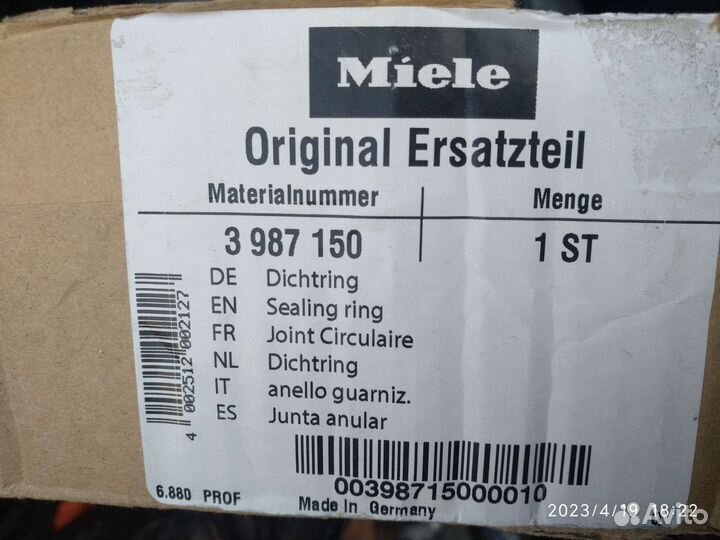 Miele
Original Ersatzteil
Materialnummer Menge
3 987 150 1 ST
DE Dichtring
EN Sealing ring
FR Joint Circulaire
NL Dichtring
IT anello guarniz.
ES Junta anular
4 002512 002127
00398715000010
6.880 PROF
Made In Germany
2023/4/19 18:22
Avito